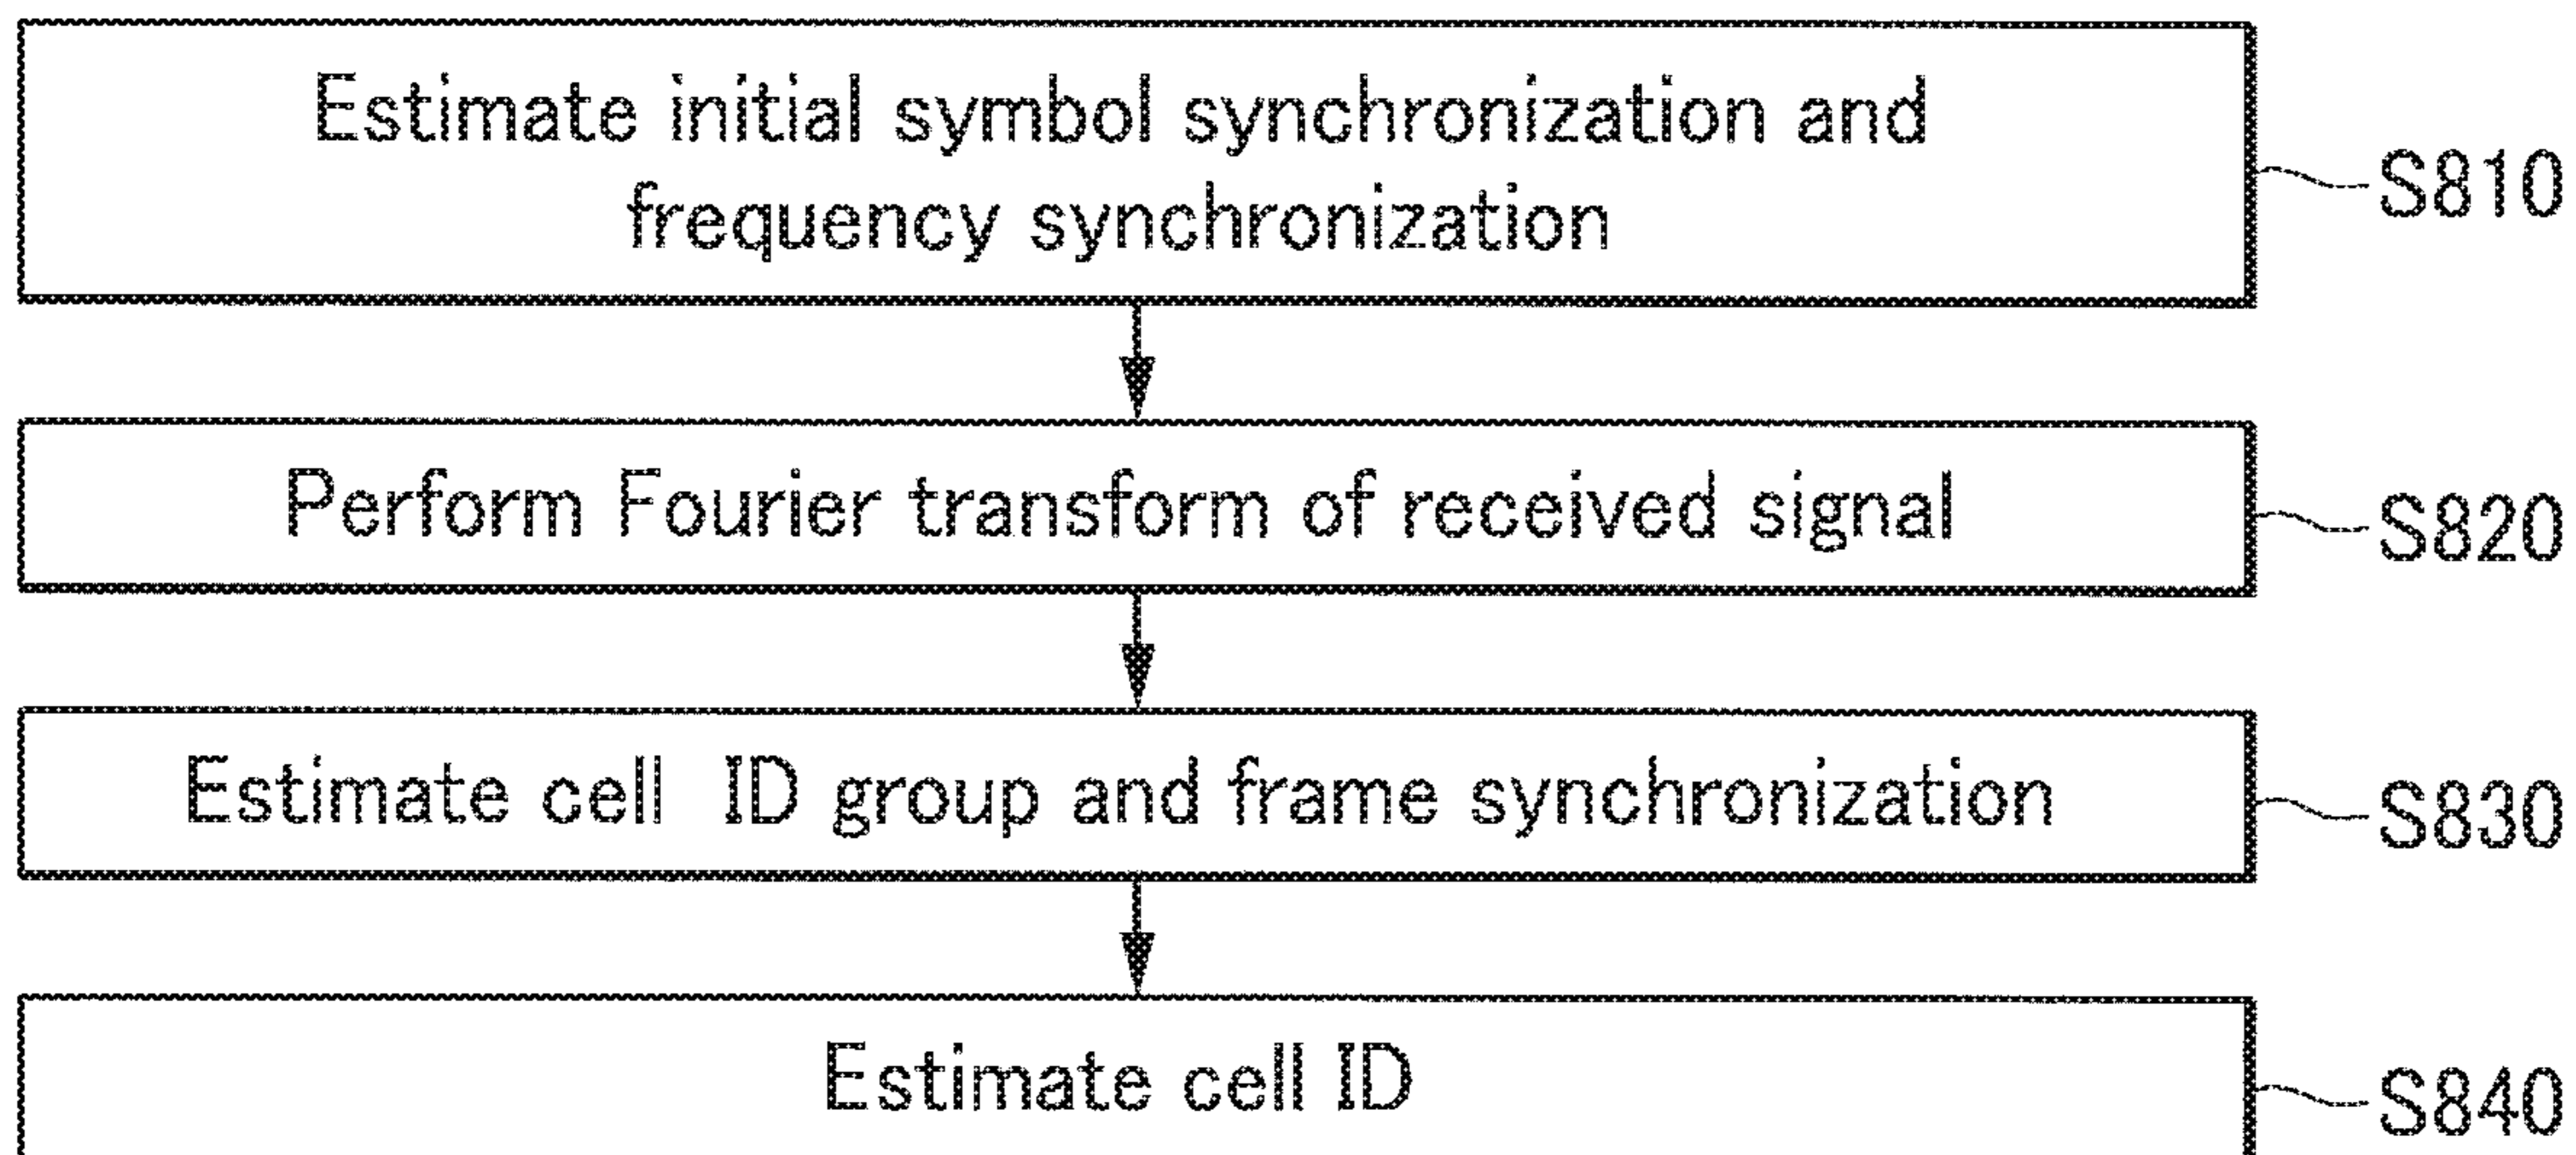 Estimate initial symbol synchronization and
frequency synchronization
S810
Perform Fourier transform of received signal
S820
Estimate cell ID group and frame synchronization
S830
Estimate cell ID
S840